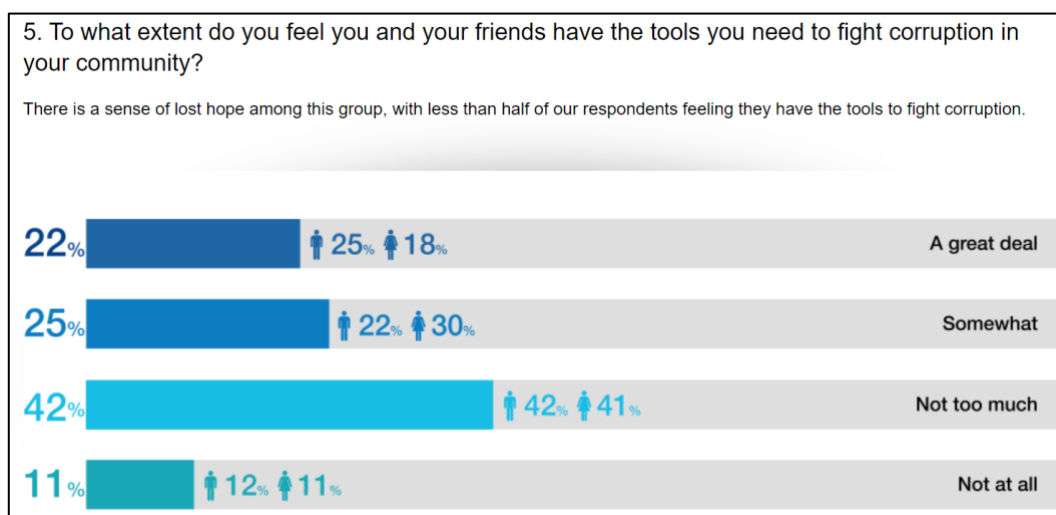 5. To what extent do you feel you and your friends have the tools you need to fight corruption in
your community?
There is a sense of lost hope among this group, with less than half of our respondents feeling they have the tools to fight corruption.
22% 25% 18% A great deal
25% 22% 30% Somewhat
42% 42% 41% Not too much
11% 12% 11% Not at all